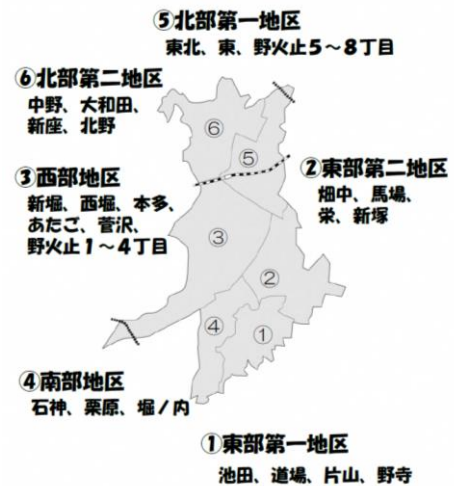 ⑤北部第一地区
東北、東、野火止5~8丁目
⑥北部第二地区
中野、大和田、
新座、北野
②東部第二地区
畑中、馬場、
栄、新塚
③西部地区
新堀、西堀、本多、
あたご、菅沢、
野火止1~4丁目
⑥
⑤
③
②
④
①
④南部地区
石神、栗原、堀ノ内
①東部第一地区
池田、道場、片山、野寺